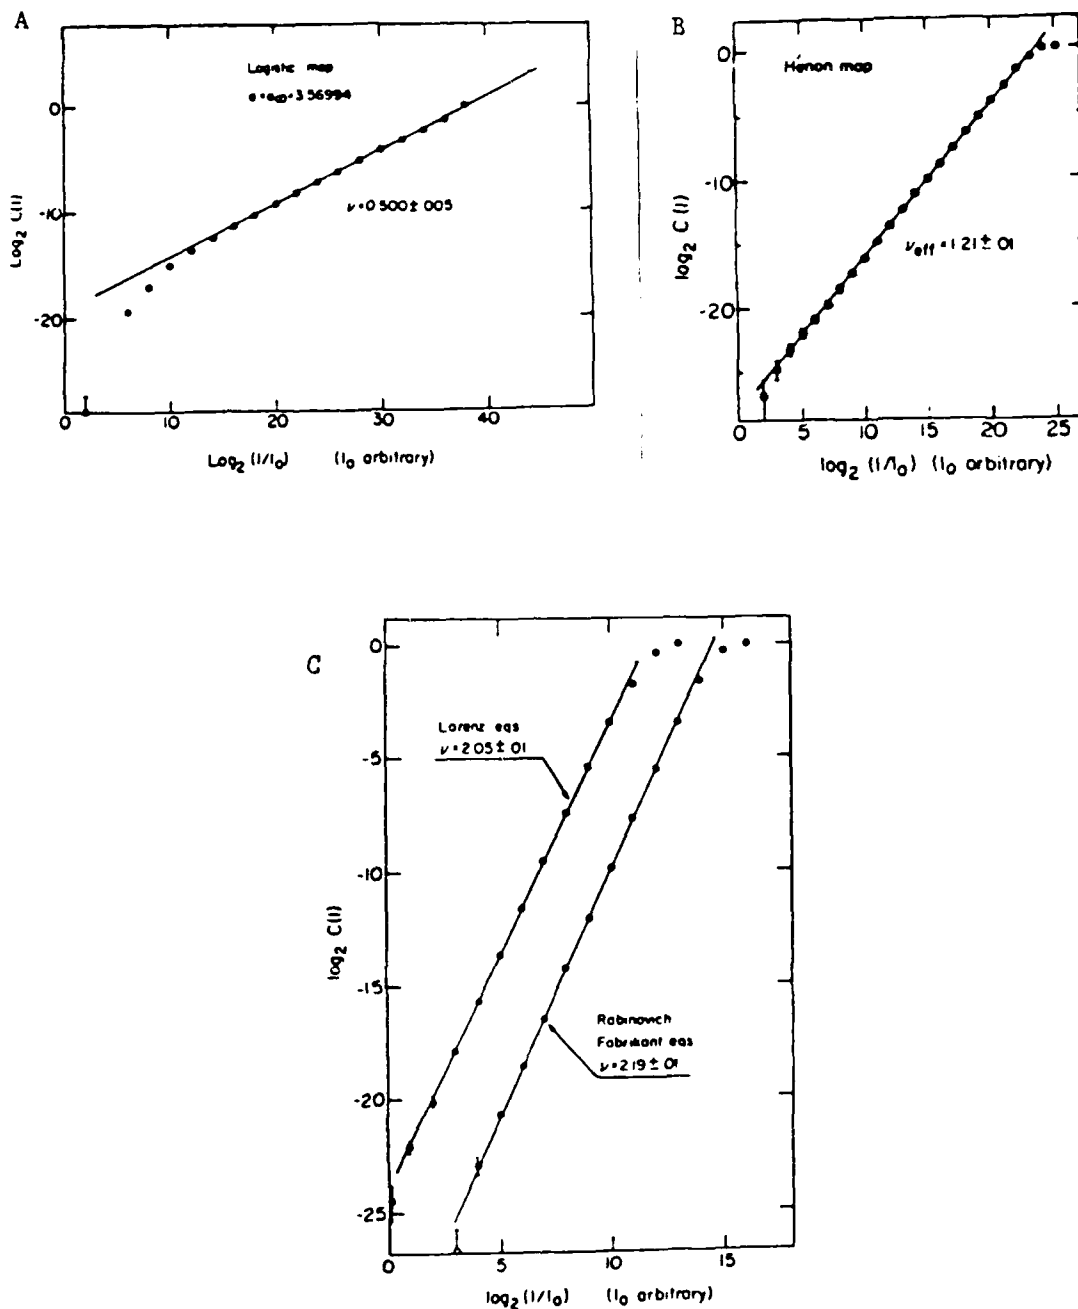 A
Logistic map
a=a∞=3.56994
ν=0.500±.005
Log2 C(l)
0
-10
-20
0 10 20 30 40
Log2 (l/l0) (l0 arbitrary)
B
Hénon map
νeff=1.21±.01
log2 C(l)
0
-10
-20
0 5 10 15 20 25
log2 (l/l0) (l0 arbitrary)
C
Lorenz eqs
ν=2.05±.01
Rabinovich
Fabrikant eqs
ν=2.19±.01
log2 C(l)
0
-5
-10
-15
-20
-25
0 5 10 15
log2 (l/l0) (l0 arbitrary)